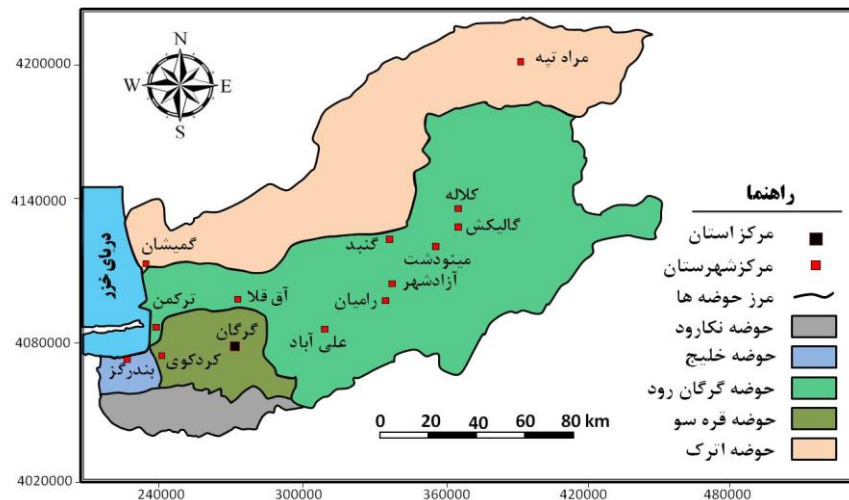 N
W E
S
4200000
4140000
4080000
4020000
240000 300000 360000 420000 480000
مراد تپه
کلاله
گالیکش
گنبد
مینودشت
آزادشهر
رامیان
گمیشان
دریای خزر
آق قلا
ترکمن
علی آباد
گرگان
کردکوی
بندرگز
0 20 40 60 80 km
راهنما
مرکز استان
مرکزشهرستان
مرز حوضه ها
حوضه نکارود
حوضه خلیج
حوضه گرگان رود
حوضه قره سو
حوضه اترک